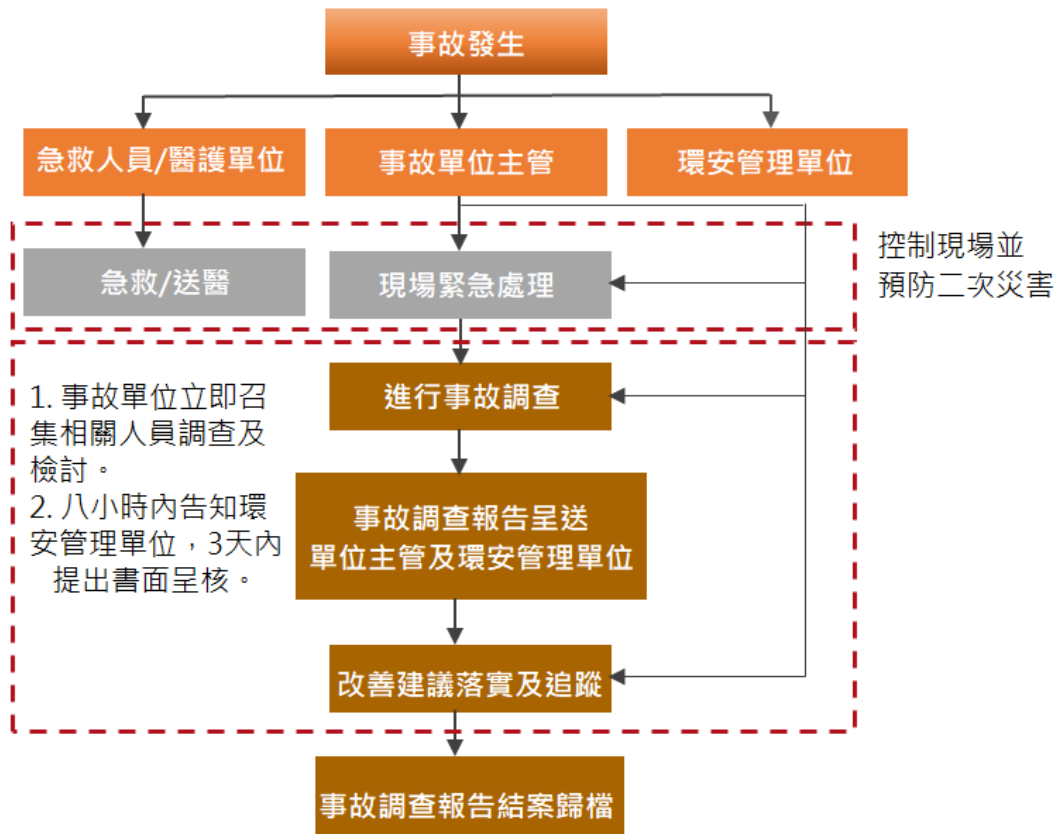 事故發生
急救人員/醫護單位
事故單位主管
環安管理單位
急救/送醫
現場緊急處理
控制現場並
預防二次災害
1. 事故單位立即召
集相關人員調查及
檢討。
2. 八小時內告知環
安管理單位，3天內
提出書面呈核。
進行事故調查
事故調查報告呈送
單位主管及環安管理單位
改善建議落實及追蹤
事故調查報告結案歸檔